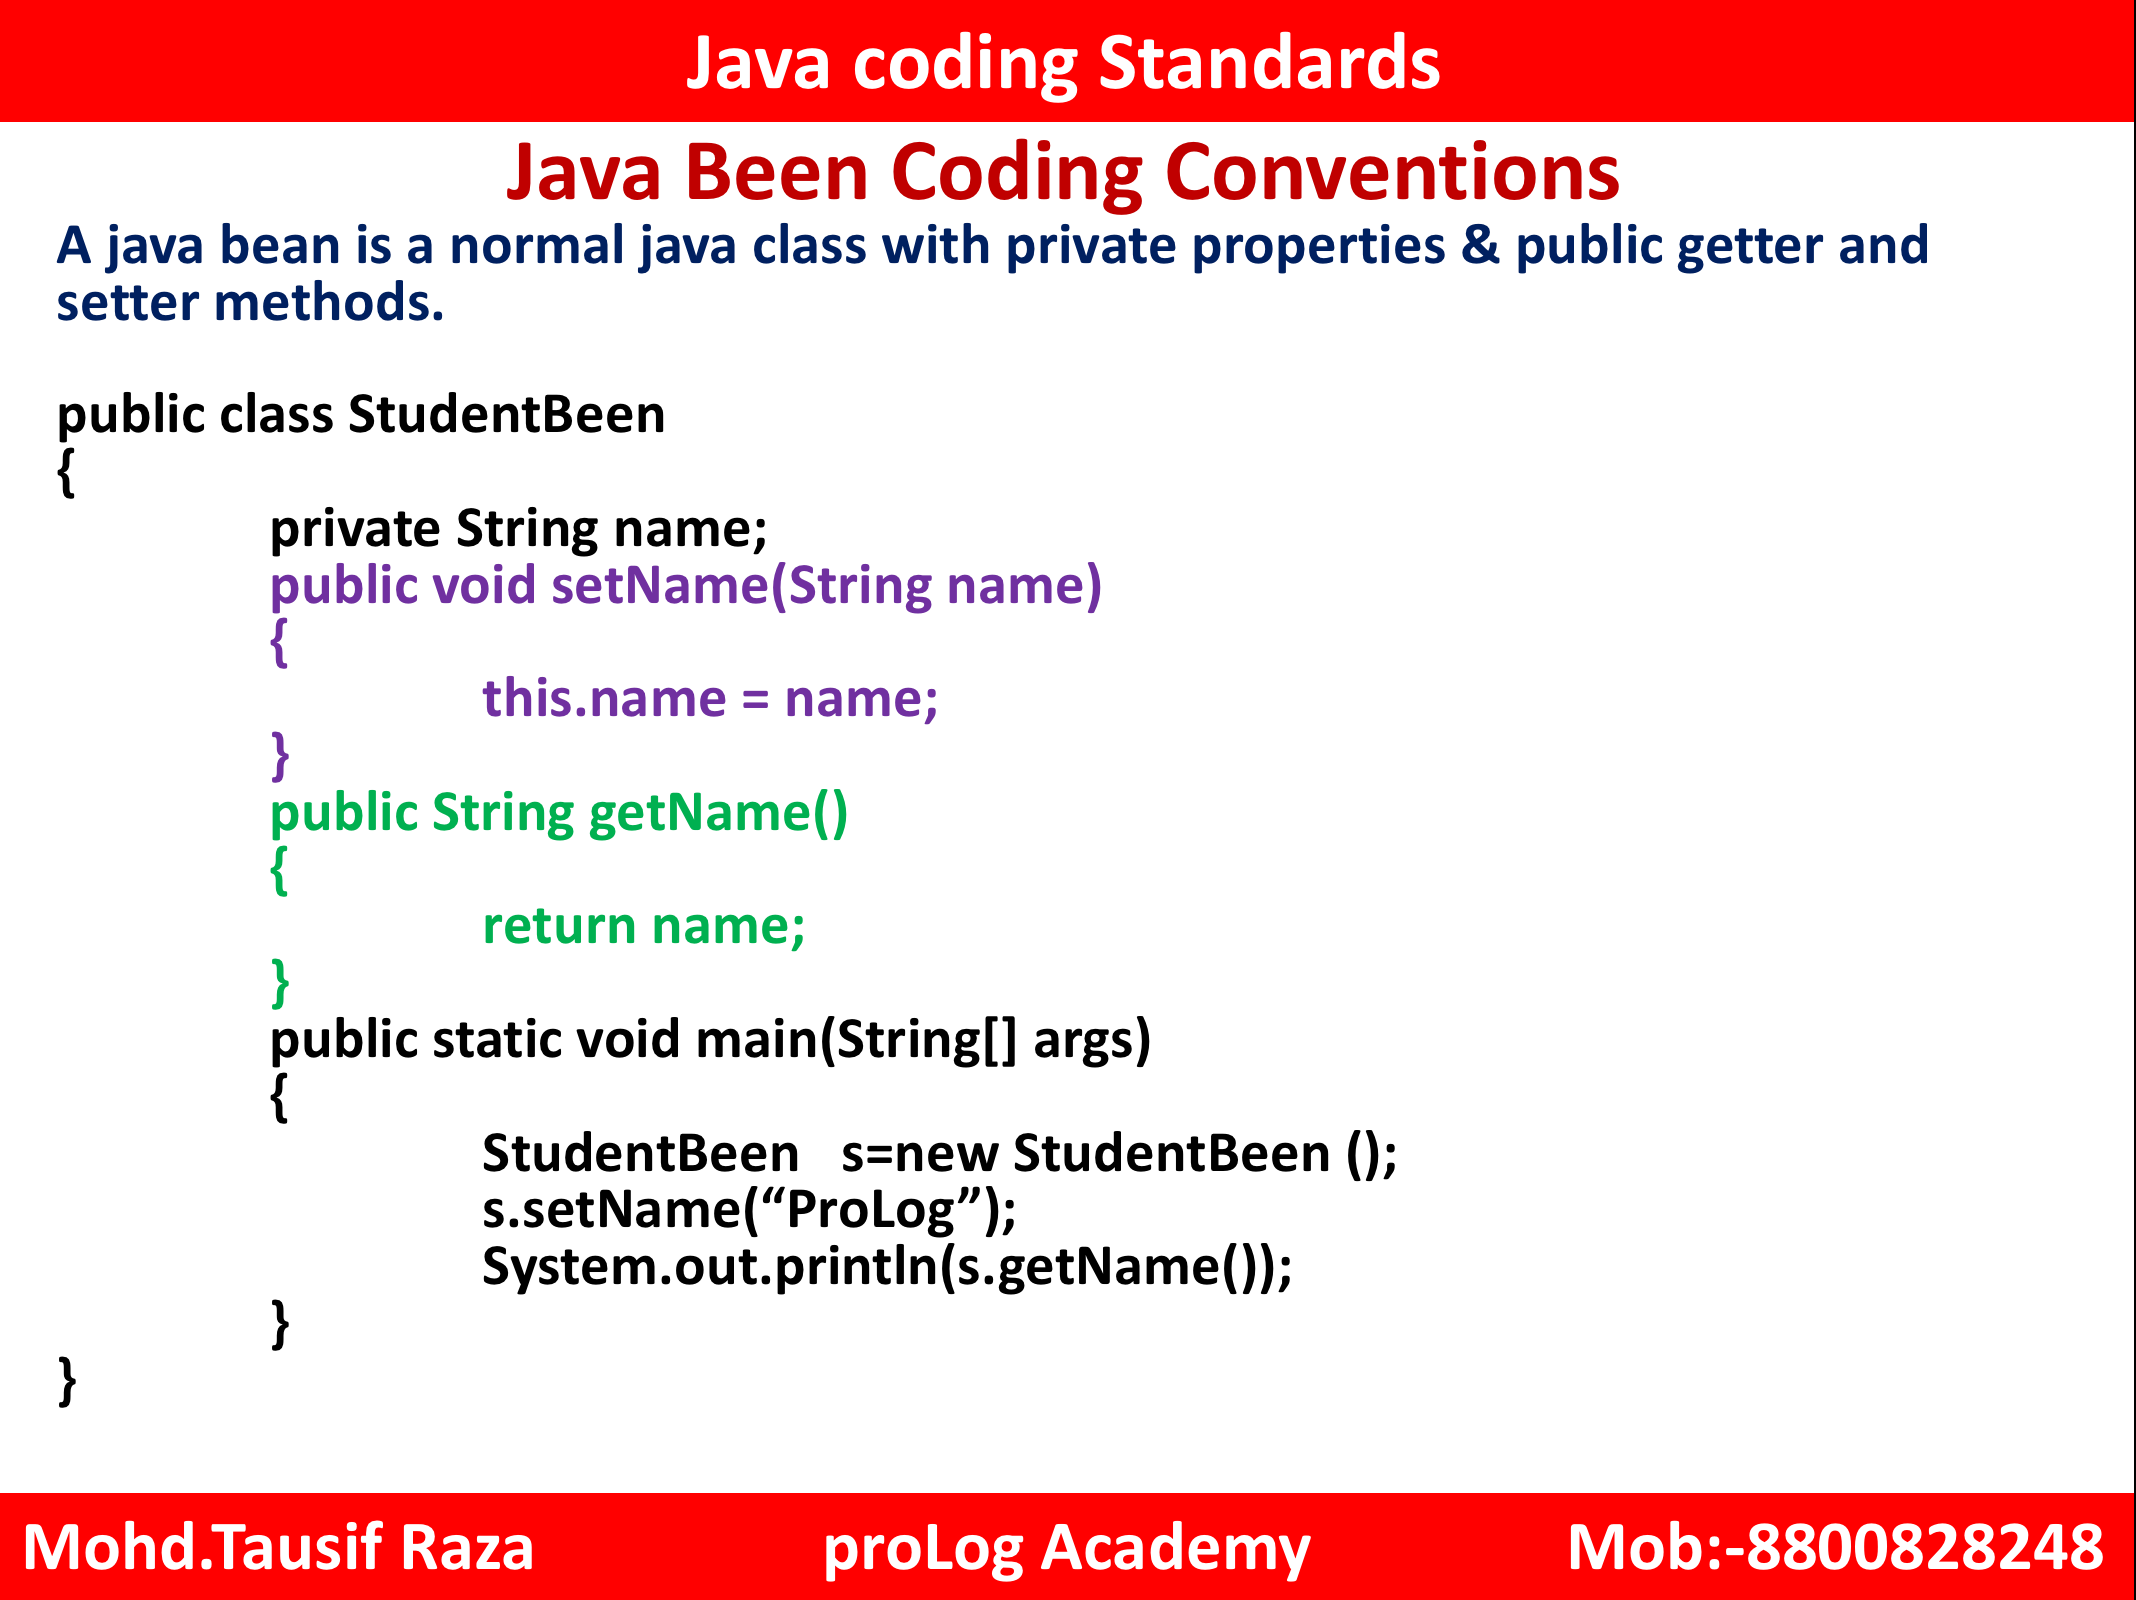 Java coding Standards
Java Been Coding Conventions
A java bean is a normal java class with private properties & public getter and
setter methods.
public class StudentBeen
{
private String name;
public void setName(String name)
{
this.name = name;
}
public String getName()
{
return name;
}
public static void main(String[] args)
{
StudentBeen   s=new StudentBeen ();
s.setName(“ProLog”);
System.out.println(s.getName());
}
}
Mohd.Tausif Raza proLog Academy Mob:-8800828248